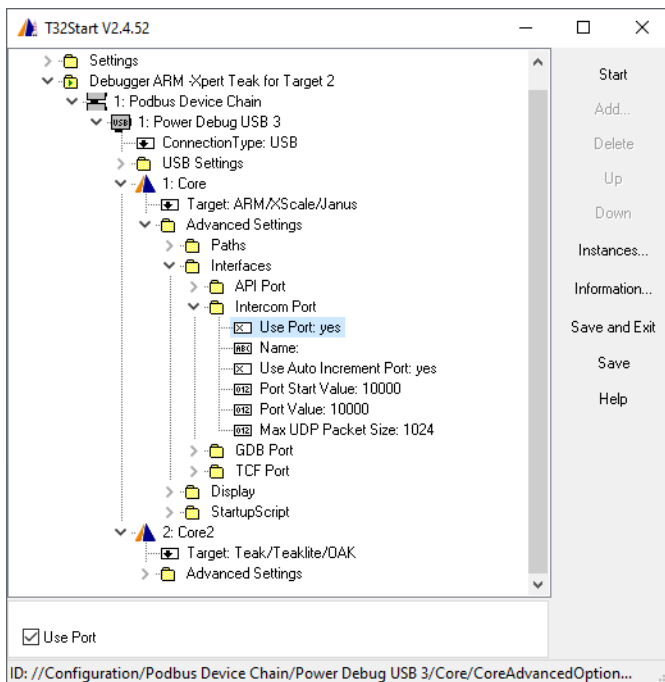 T32Start V2.4.52
Settings
Debugger ARM -Xpert Teak for Target 2
1: Podbus Device Chain
USB 1: Power Debug USB 3
ConnectionType: USB
USB Settings
1: Core
Target: ARM/XScale/Janus
Advanced Settings
Paths
Interfaces
API Port
Intercom Port
X Use Port: yes
ABC Name:
X Use Auto Increment Port: yes
012 Port Start Value: 10000
012 Port Value: 10000
012 Max UDP Packet Size: 1024
GDB Port
TCF Port
Display
StartupScript
2: Core2
Target: Teak/Teaklite/OAK
Advanced Settings
Start
Add...
Delete
Up
Down
Instances...
Information...
Save and Exit
Save
Help
Use Port
ID: //Configuration/Podbus Device Chain/Power Debug USB 3/Core/CoreAdvancedOption...